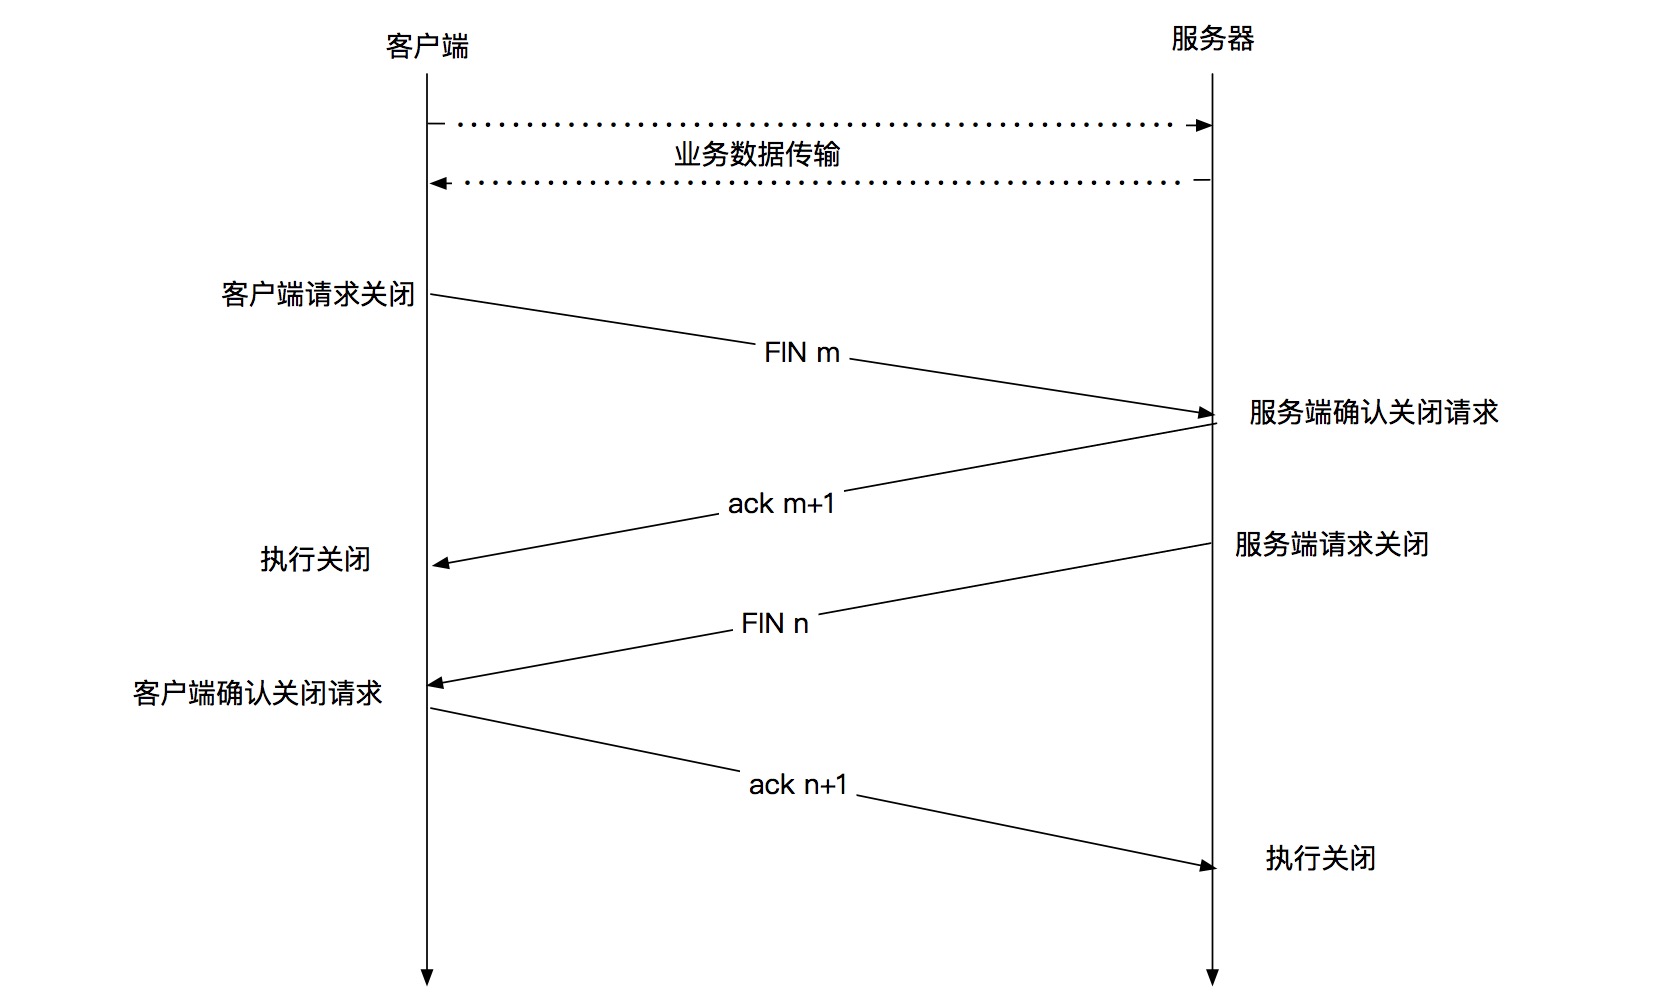 客户端
服务器
业务数据传输
客户端请求关闭
FIN m
服务端确认关闭请求
ack m+1
服务端请求关闭
执行关闭
FIN n
客户端确认关闭请求
ack n+1
执行关闭